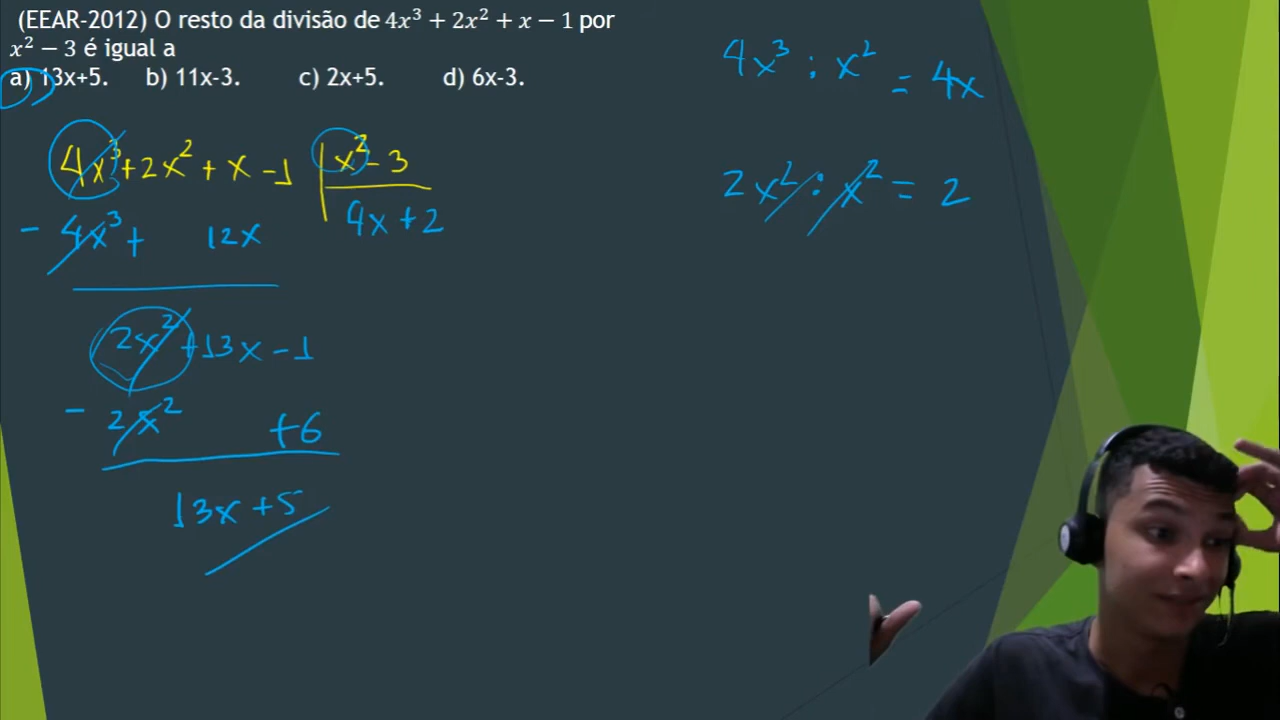 (EEAR-2012) O resto da divisão de 4x³ + 2x² + x − 1 por
x² − 3 é igual a
a) 13x+5. b) 11x-3. c) 2x+5. d) 6x-3.
4x³ : x² = 4x
4x³+2x²+x-1 x²-3
2x² : x² = 2
- 4x³+ 12x 4x+2
2x²+13x-1
- 2x² +6
13x+5